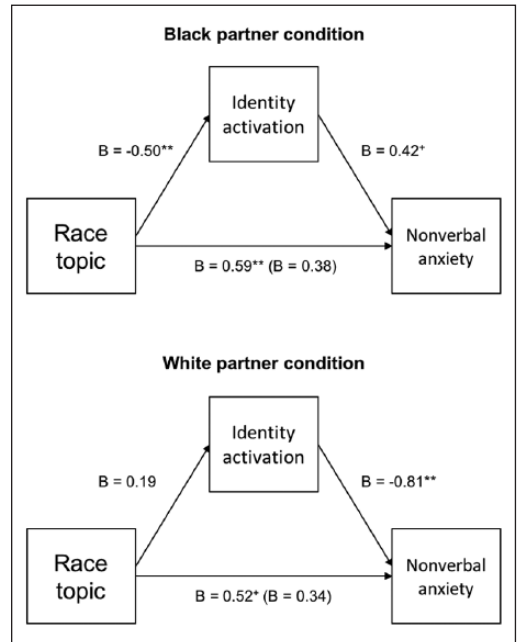 Black partner condition
Identity
activation
B = -0.50**
B = 0.42⁺
Race
topic
Nonverbal
anxiety
B = 0.59** (B = 0.38)
White partner condition
Identity
activation
B = 0.19
B = -0.81**
Race
topic
Nonverbal
anxiety
B = 0.52⁺ (B = 0.34)